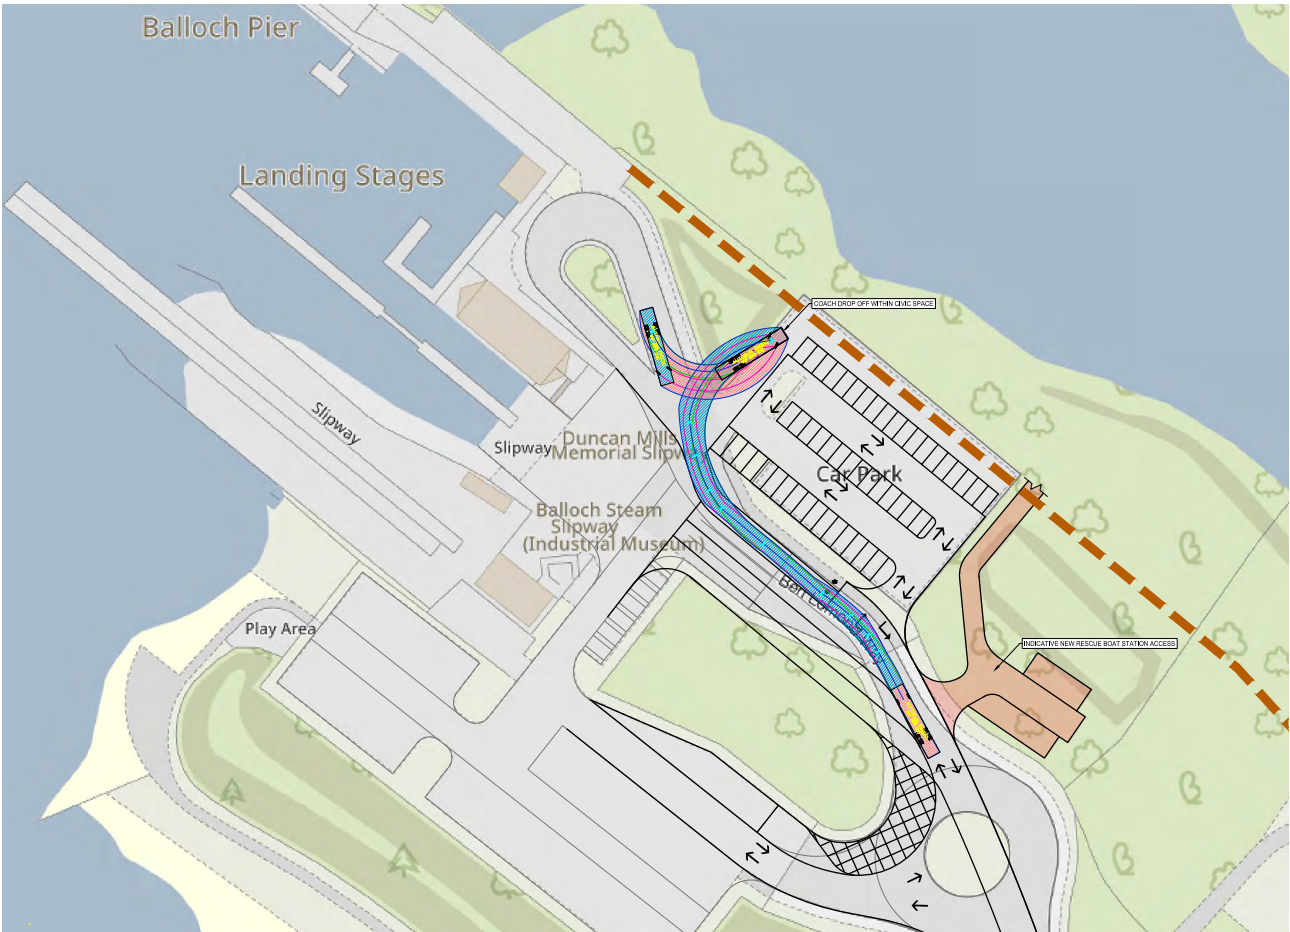 Balloch Pier
Landing Stages
COACH DROP OFF WITHIN CIVIC SPACE
Slipway
Slipway
Duncan Mills
Memorial Slipw
Car Park
Balloch Steam
Slipway
(Industrial Museum)
Play Area
INDICATIVE NEW RESCUE BOAT STATION ACCESS